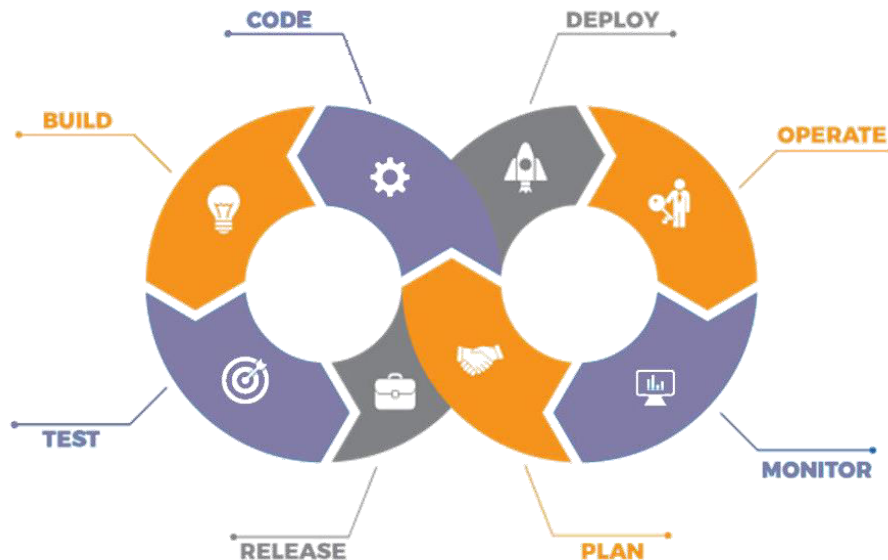 CODE
DEPLOY
BUILD
OPERATE
TEST
MONITOR
RELEASE
PLAN